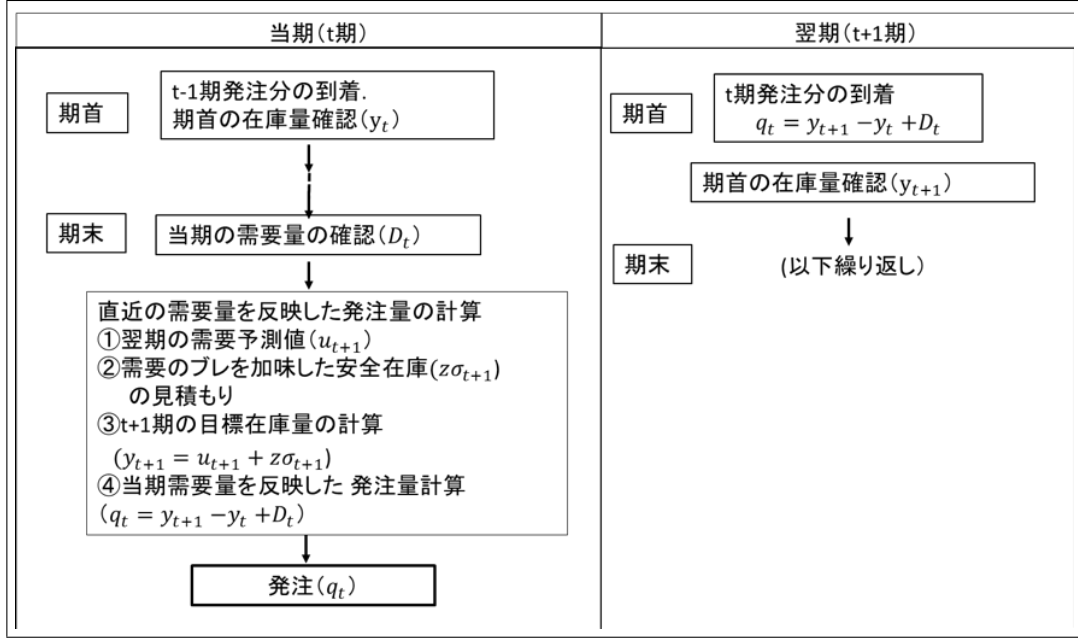 当期(t期)
期首
t-1期発注分の到着.
期首の在庫量確認(y_t)
期末
当期の需要量の確認(D_t)
直近の需要量を反映した発注量の計算
①翌期の需要予測値(u_{t+1})
②需要のブレを加味した安全在庫(zσ_{t+1})
の見積もり
③t+1期の目標在庫量の計算
(y_{t+1} = u_{t+1} + zσ_{t+1})
④当期需要量を反映した 発注量計算
(q_t = y_{t+1} −y_t +D_t)
発注(q_t)
翌期(t+1期)
期首
t期発注分の到着
q_t = y_{t+1} −y_t +D_t
期首の在庫量確認(y_{t+1})
期末
(以下繰り返し)